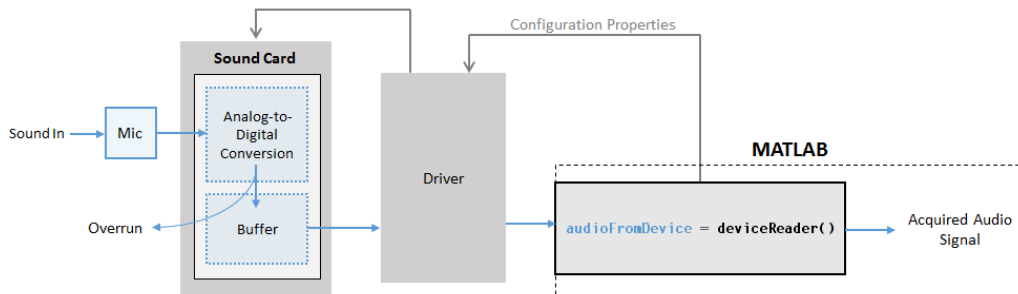 Configuration Properties
Sound Card
Sound In
Mic
Analog-to-
Digital
Conversion
Overrun
Buffer
Driver
MATLAB
audioFromDevice = deviceReader()
Acquired Audio
Signal